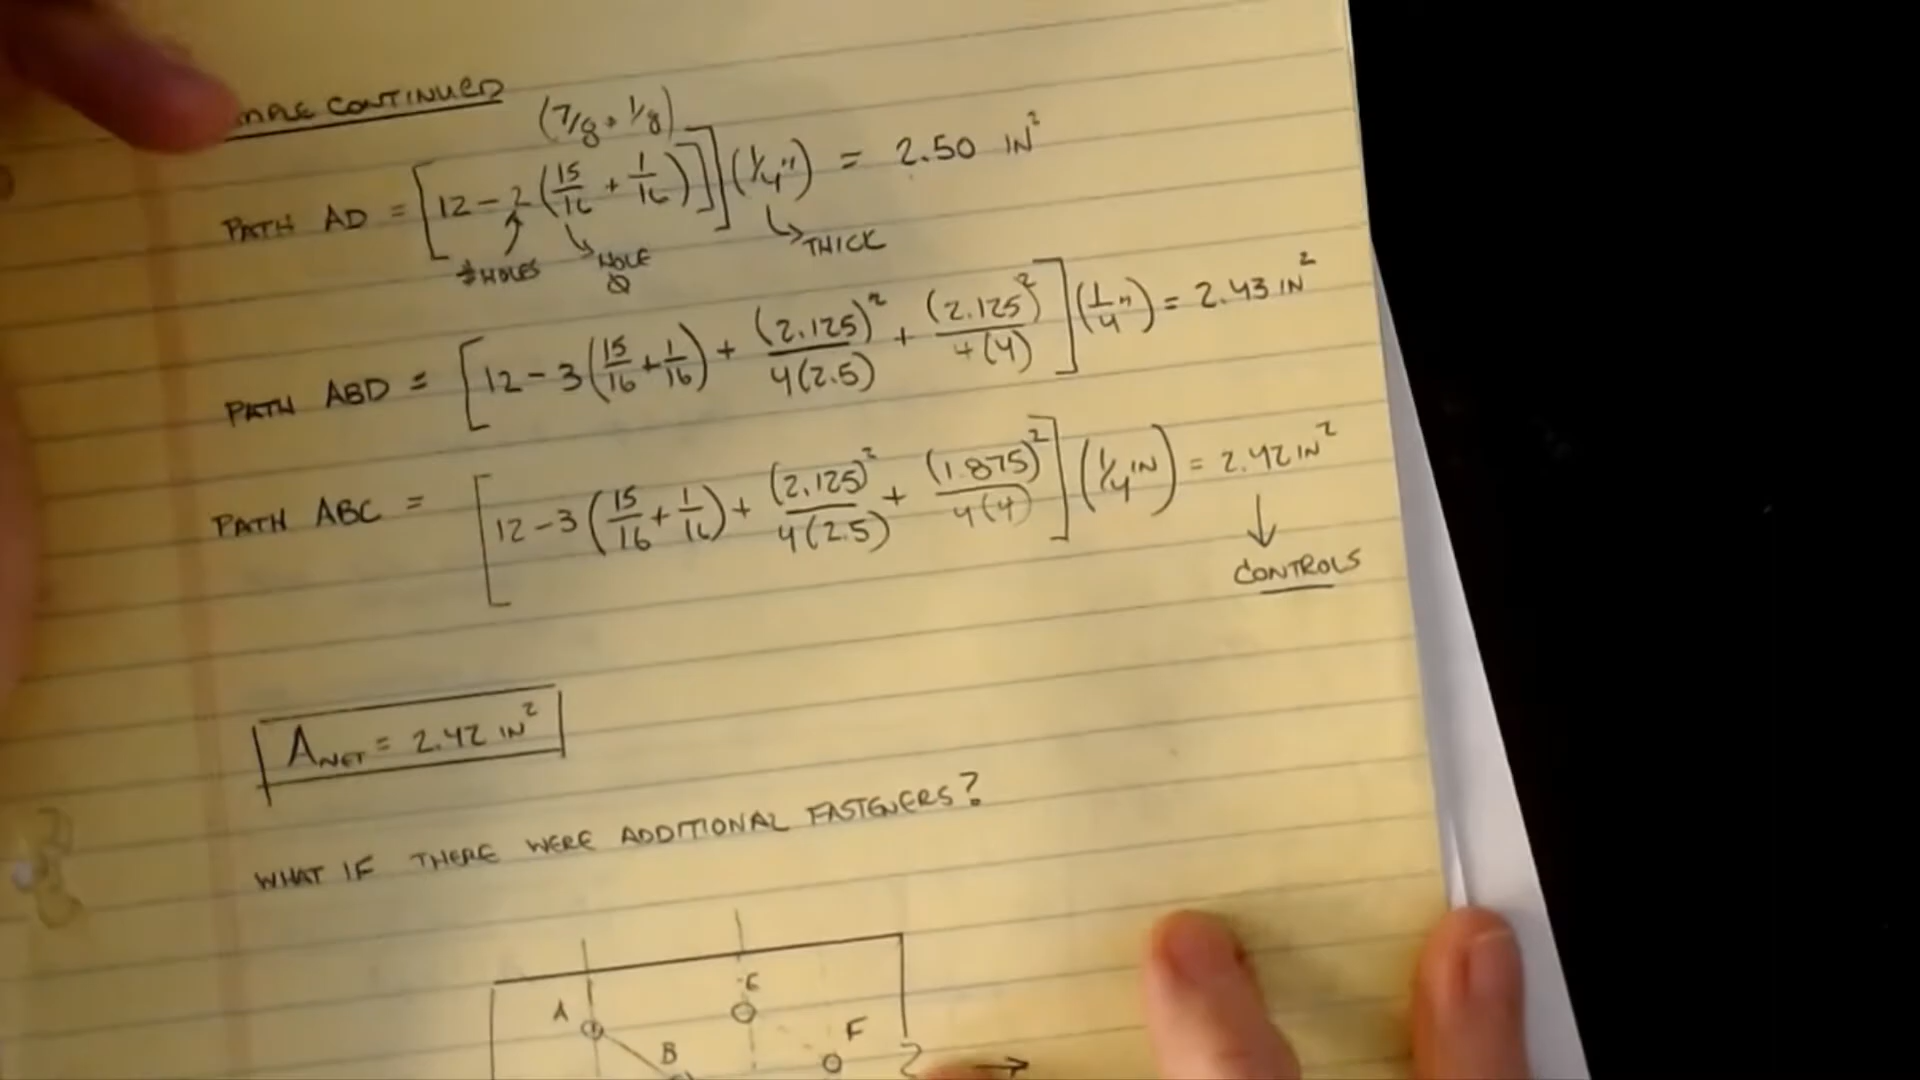 MPLE CONTINUED
(7/8 + 1/8)
PATH AD = [12 - 2 (15/16 + 1/16)]] (1/4") = 2.50 IN²
# HOLES HOLE Ø THICK
PATH ABD = [12 - 3 (15/16 + 1/16) + (2.125)²/4(2.5) + (2.125)²/4(4)] (1/4") = 2.43 IN²
PATH ABC = [12 - 3 (15/16 + 1/16) + (2.125)²/4(2.5) + (1.875)²/4(4)] (1/4 IN) = 2.42 IN²
CONTROLS
ANET = 2.42 IN²
WHAT IF THERE WERE ADDITIONAL FASTENERS?
A E
B F